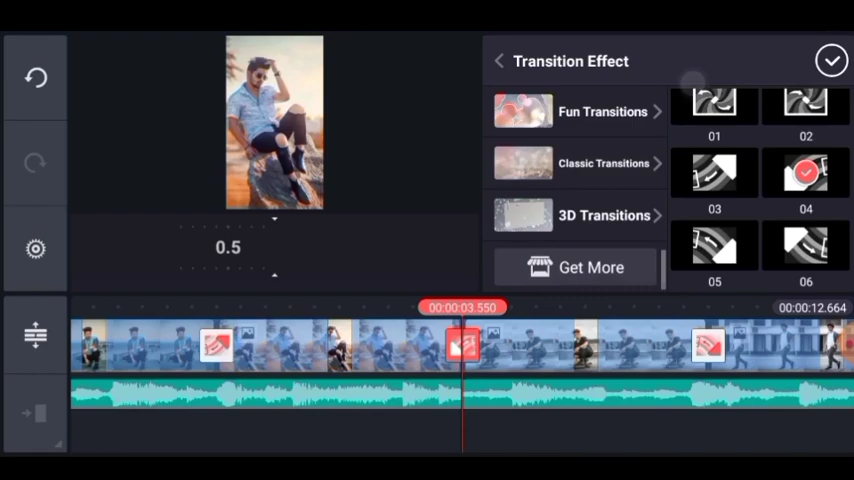 Transition Effect
Fun Transitions
Classic Transitions
3D Transitions
Get More
01
02
03
04
05
06
0.5
00:00:03.550
00:00:12.664